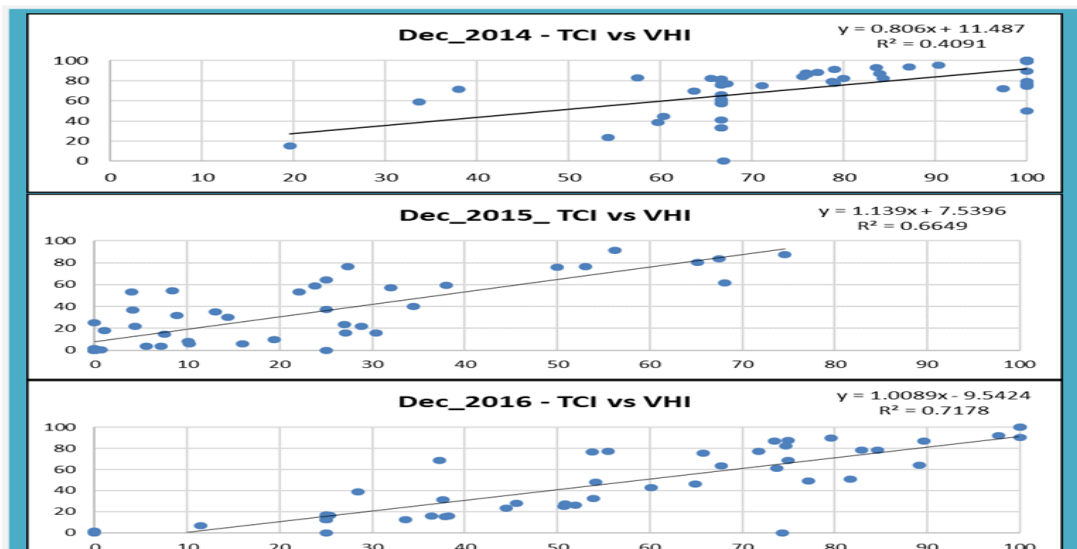 Dec_2014 - TCI vs VHI
y = 0.806x + 11.487
R² = 0.4091
100
80
60
40
20
0
0 10 20 30 40 50 60 70 80 90 100
Dec_2015_ TCI vs VHI
y = 1.139x + 7.5396
R² = 0.6649
100
80
60
40
20
0
0 10 20 30 40 50 60 70 80 90 100
Dec_2016 - TCI vs VHI
y = 1.0089x - 9.5424
R² = 0.7178
100
80
60
40
20
0
0 10 20 30 40 50 60 70 80 90 100